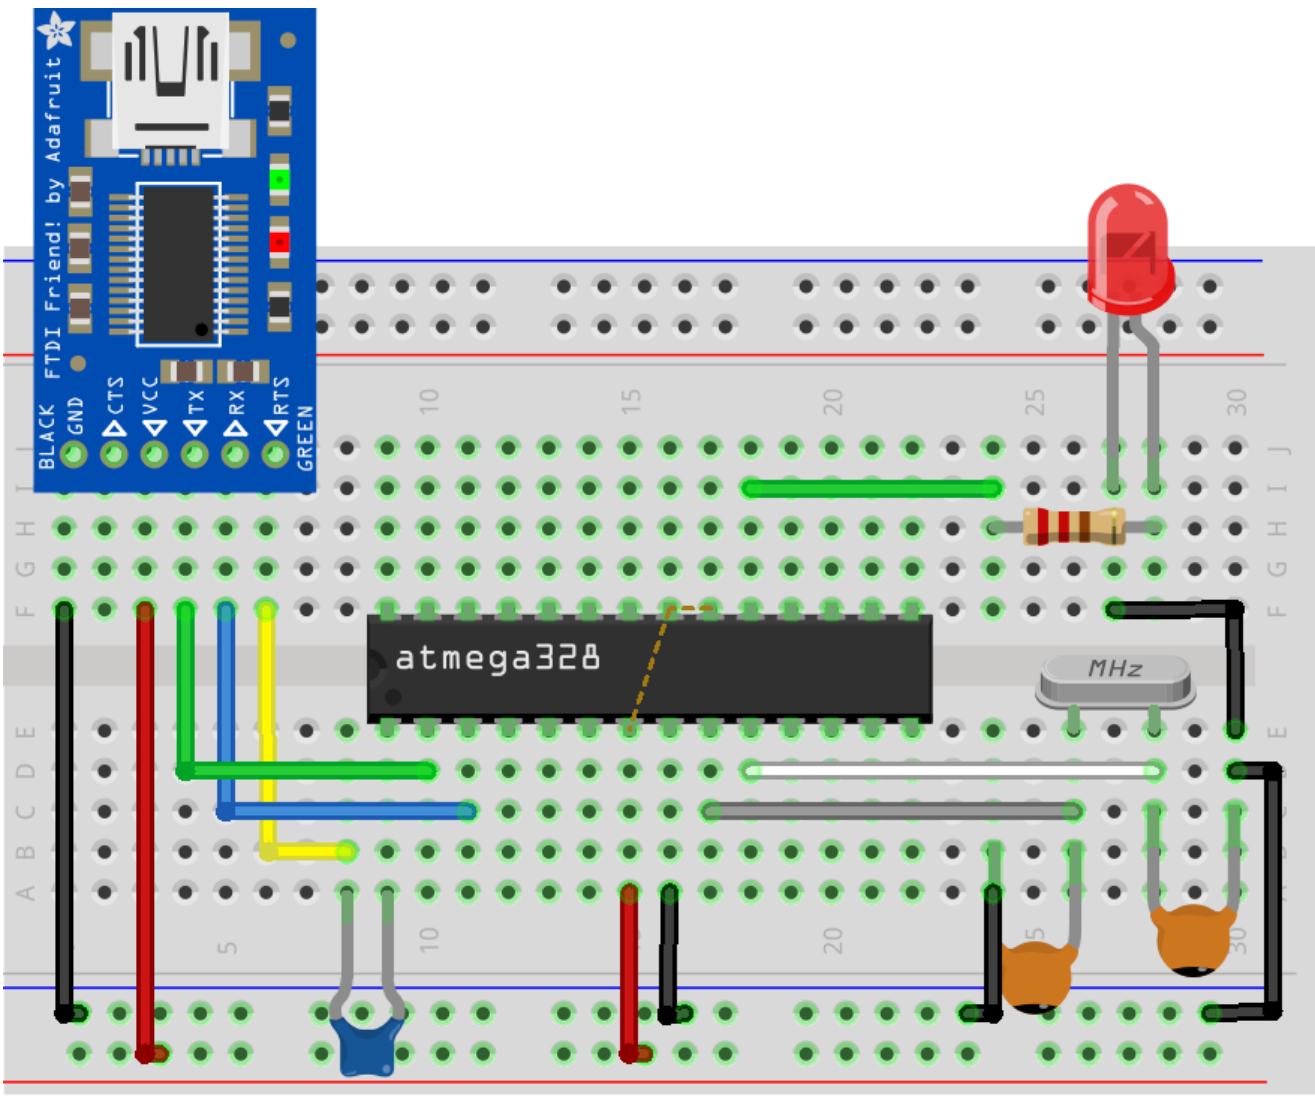 FTDI Friend! by Adafruit
BLACK
GND
CTS
VCC
TX
RX
RTS
GREEN
10
15
20
25
30
J
I
I
H
H
G
G
F
F
atmega328
MHz
E
E
D
C
B
A
5
10
20
30